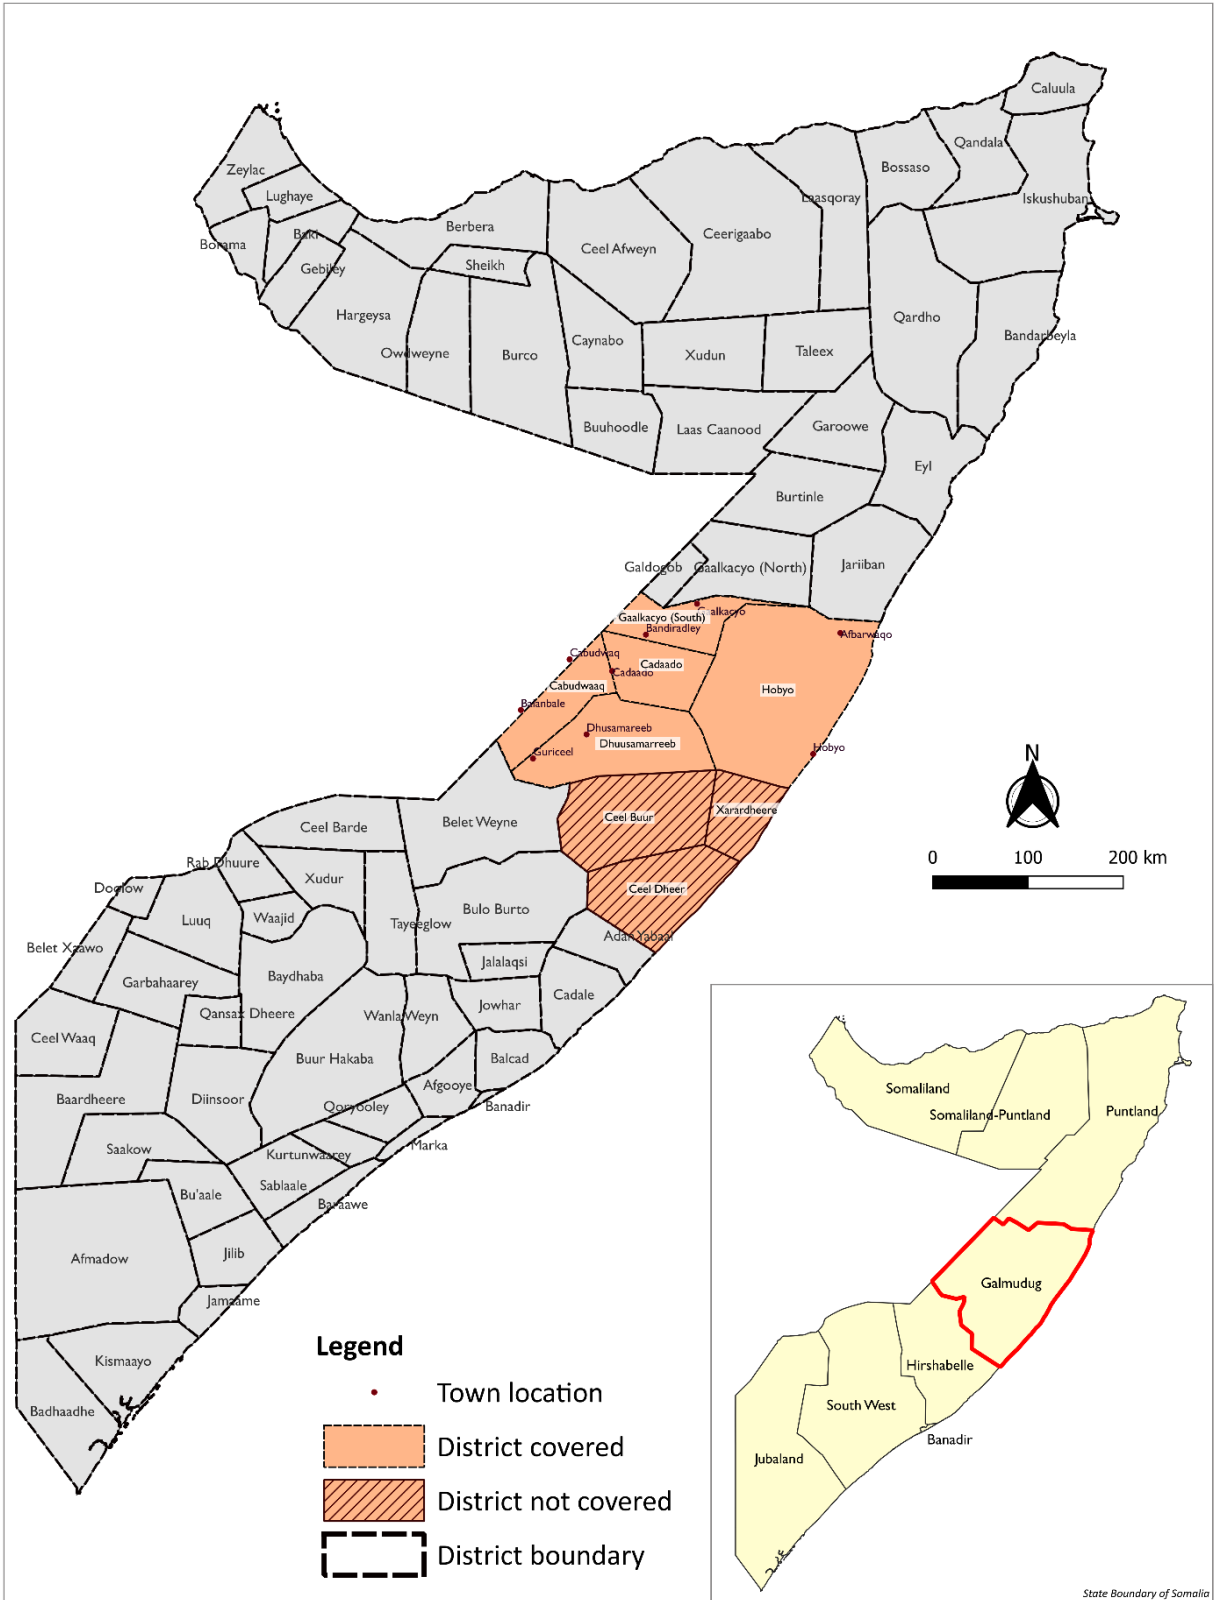 Caluula
Qandala
Bossaso
Iskushuban
Zeylac
Lughaye
Laasqoray
Berbera
Ceerigaabo
Borama
Baki
Ceel Afweyn
Sheikh
Gebiley
Hargeysa
Qardho
Bandarbeyla
Caynabo
Owdweyne
Burco
Xudun
Taleex
Buuhoodle
Laas Caanood
Garoowe
Eyl
Burtinle
Galdogob
Gaalkacyo (North)
Jariiban
Gaalkacyo
Gaalkacyo (South)
Bandiradley
Afbarwaqo
Cabudwaq
Cadaado
Cadaado
Cabudwaaq
Hobyo
Balanbale
Dhusamareeb
Dhuusamarreeb
Guriceel
Hobyo
N
Xarardheere
Ceel Buur
Belet Weyne
Ceel Barde
0 100 200 km
Rab Dhuure
Xudur
Doolow
Ceel Dheer
Luuq
Waajid
Tayeeglow
Bulo Burto
Adan Yabaal
Belet Xaawo
Jalalaqsi
Baydhaba
Garbahaarey
Cadale
Jowhar
Qansax Dheere
Wanla Weyn
Ceel Waaq
Buur Hakaba
Balcad
Baardheere
Diinsoor
Afgooye
Qoryooley
Banadir
Marka
Saakow
Kurtunwaarey
Sablaale
Bu'aale
Baraawe
Afmadow
Jilib
Jamaame
Kismaayo
Badhaadhe
Legend
Town location
District covered
District not covered
District boundary
Somaliland
Somaliland-Puntland
Puntland
Galmudug
Hirshabelle
South West
Banadir
Jubaland
State Boundary of Somalia